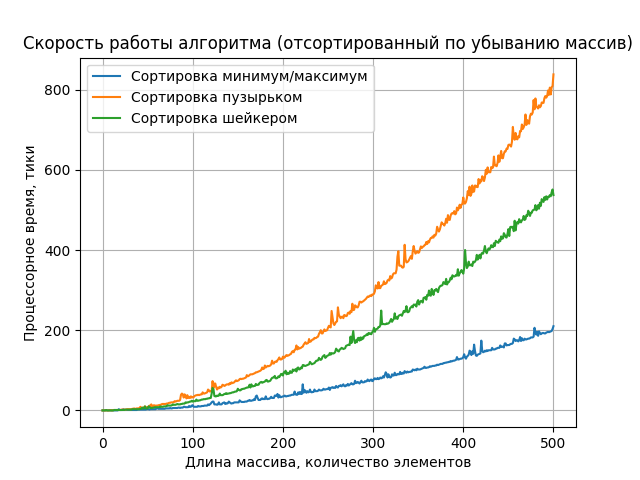 Скорость работы алгоритма (отсортированный по убыванию массив)
Сортировка минимум/максимум
Сортировка пузырьком
Сортировка шейкером
Процессорное время, тики
800
600
400
200
0
0 100 200 300 400 500
Длина массива, количество элементов